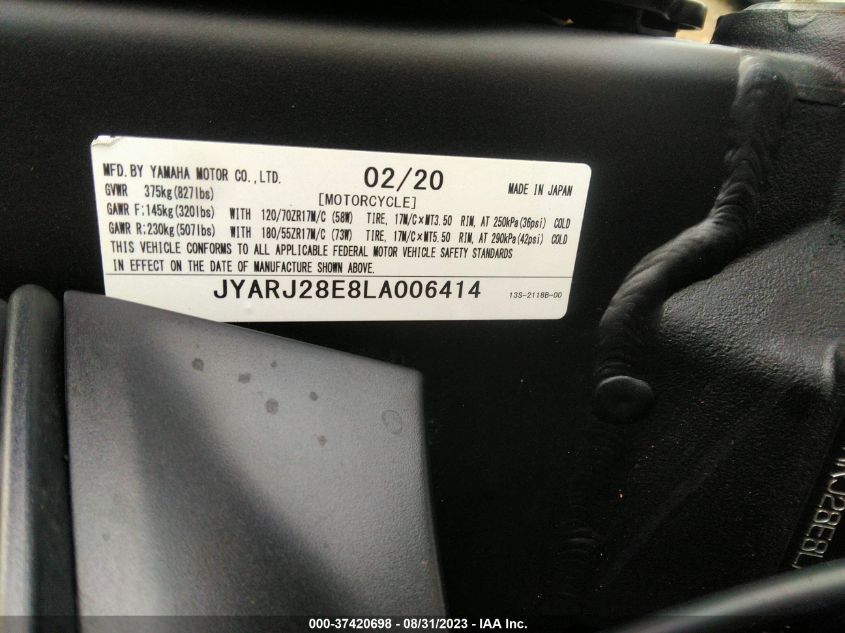 MFD. BY YAMAHA MOTOR CO., LTD. 02/20 MADE IN JAPAN
GVWR 375kg(827lbs) [MOTORCYCLE]
GAWR F:145kg(320lbs) WITH 120/70ZR17M/C (58W) TIRE, 17M/C×MT3.50 RIM, AT 250kPa(36psi) COLD
GAWR R:230kg(507lbs) WITH 180/55ZR17M/C (73W) TIRE, 17M/C×MT5.50 RIM, AT 290kPa(42psi) COLD
THIS VEHICLE CONFORMS TO ALL APPLICABLE FEDERAL MOTOR VEHICLE SAFETY STANDARDS
IN EFFECT ON THE DATE OF MANUFACTURE SHOWN ABOVE.
JYARJ28E8LA006414 13S-2118B-00
RJ28E8L
000-37420698 - 08/31/2023 - IAA Inc.